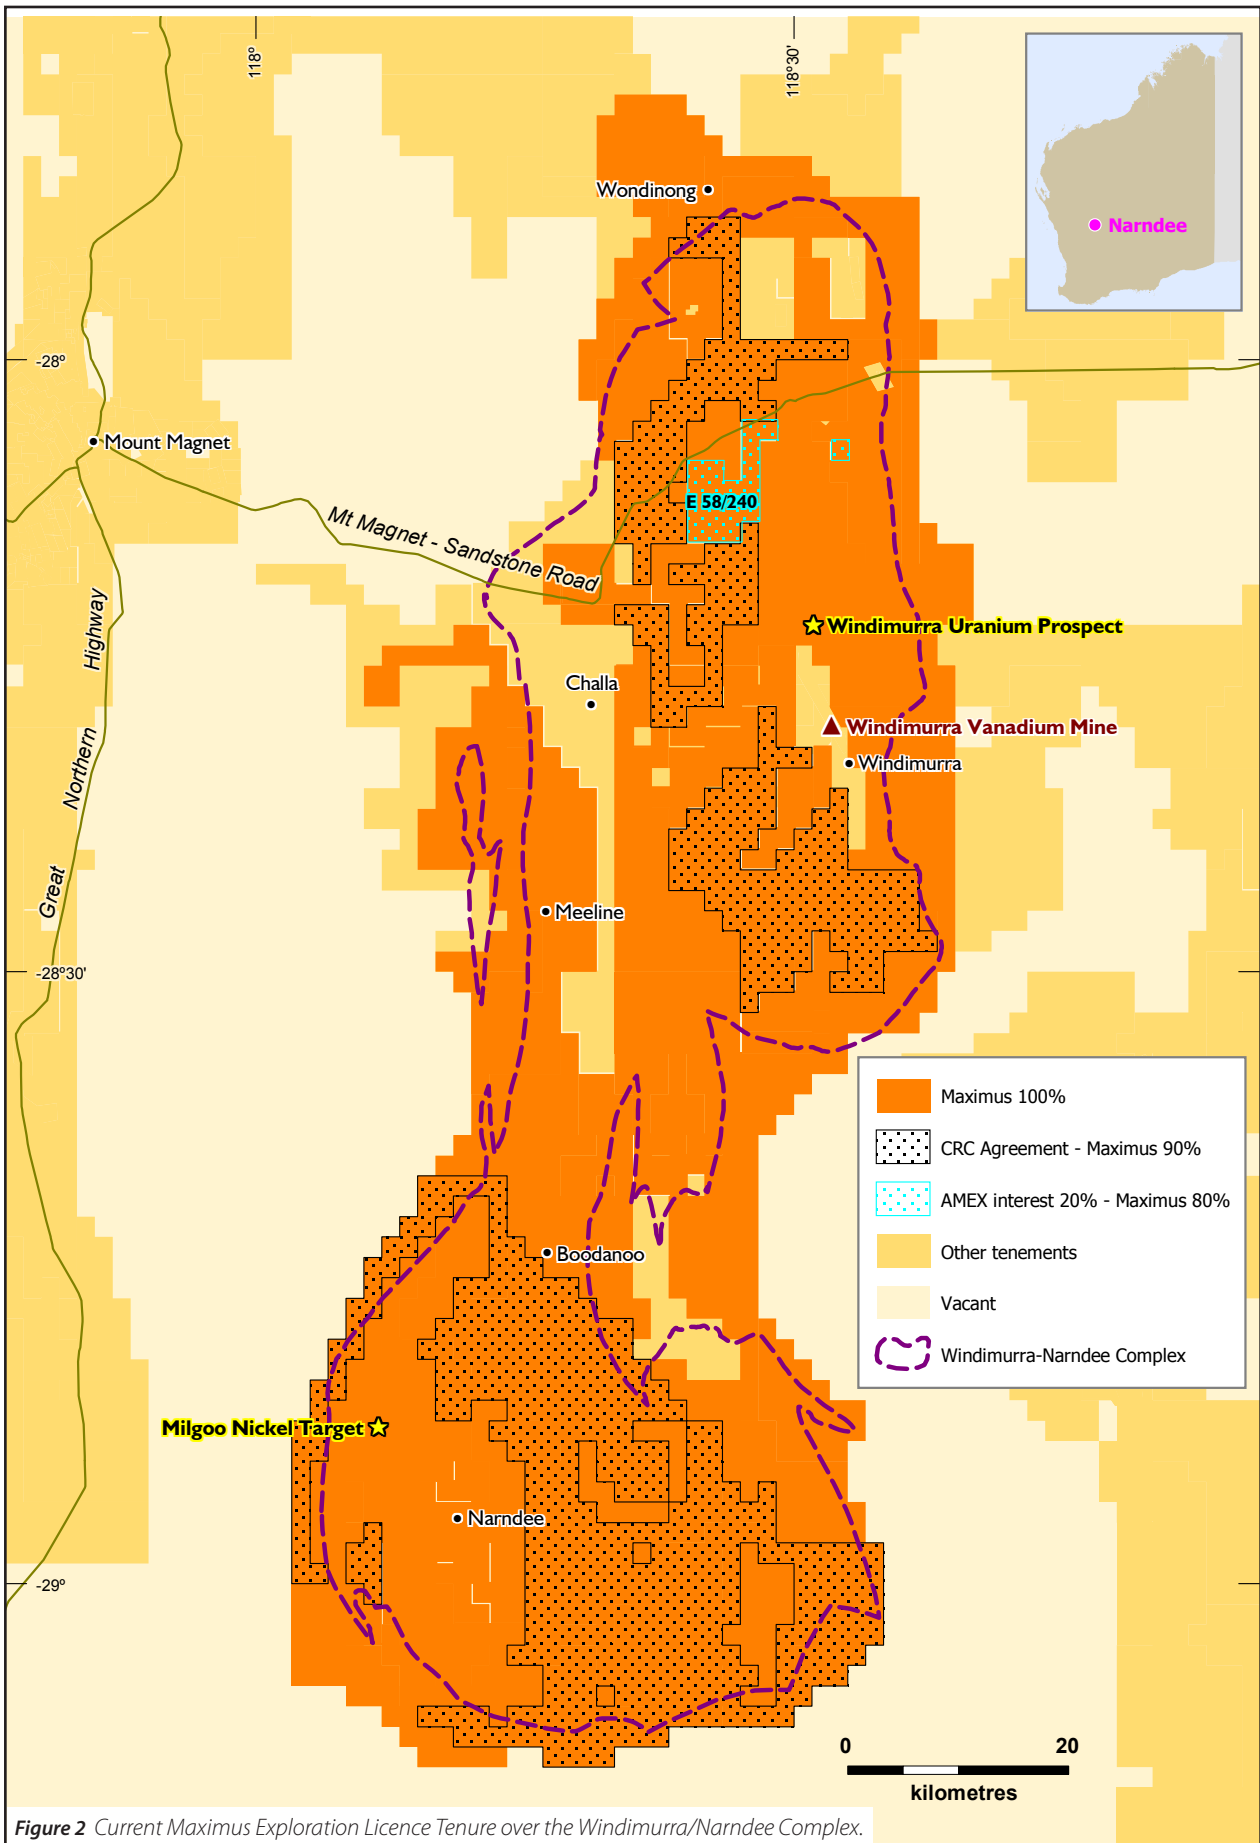 118°
118°30'
Narndee
Wondinong
-28°
Mount Magnet
E 58/240
Mt Magnet - Sandstone Road
Windimurra Uranium Prospect
Challa
Windimurra Vanadium Mine
Windimurra
Great Northern Highway
Meeline
-28°30'
Maximus 100%
CRC Agreement - Maximus 90%
AMEX interest 20% - Maximus 80%
Other tenements
Vacant
Windimurra-Narndee Complex
Boodanoo
Milgoo Nickel Target
Narndee
-29°
0 20
kilometres
Figure 2 Current Maximus Exploration Licence Tenure over the Windimurra/Narndee Complex.